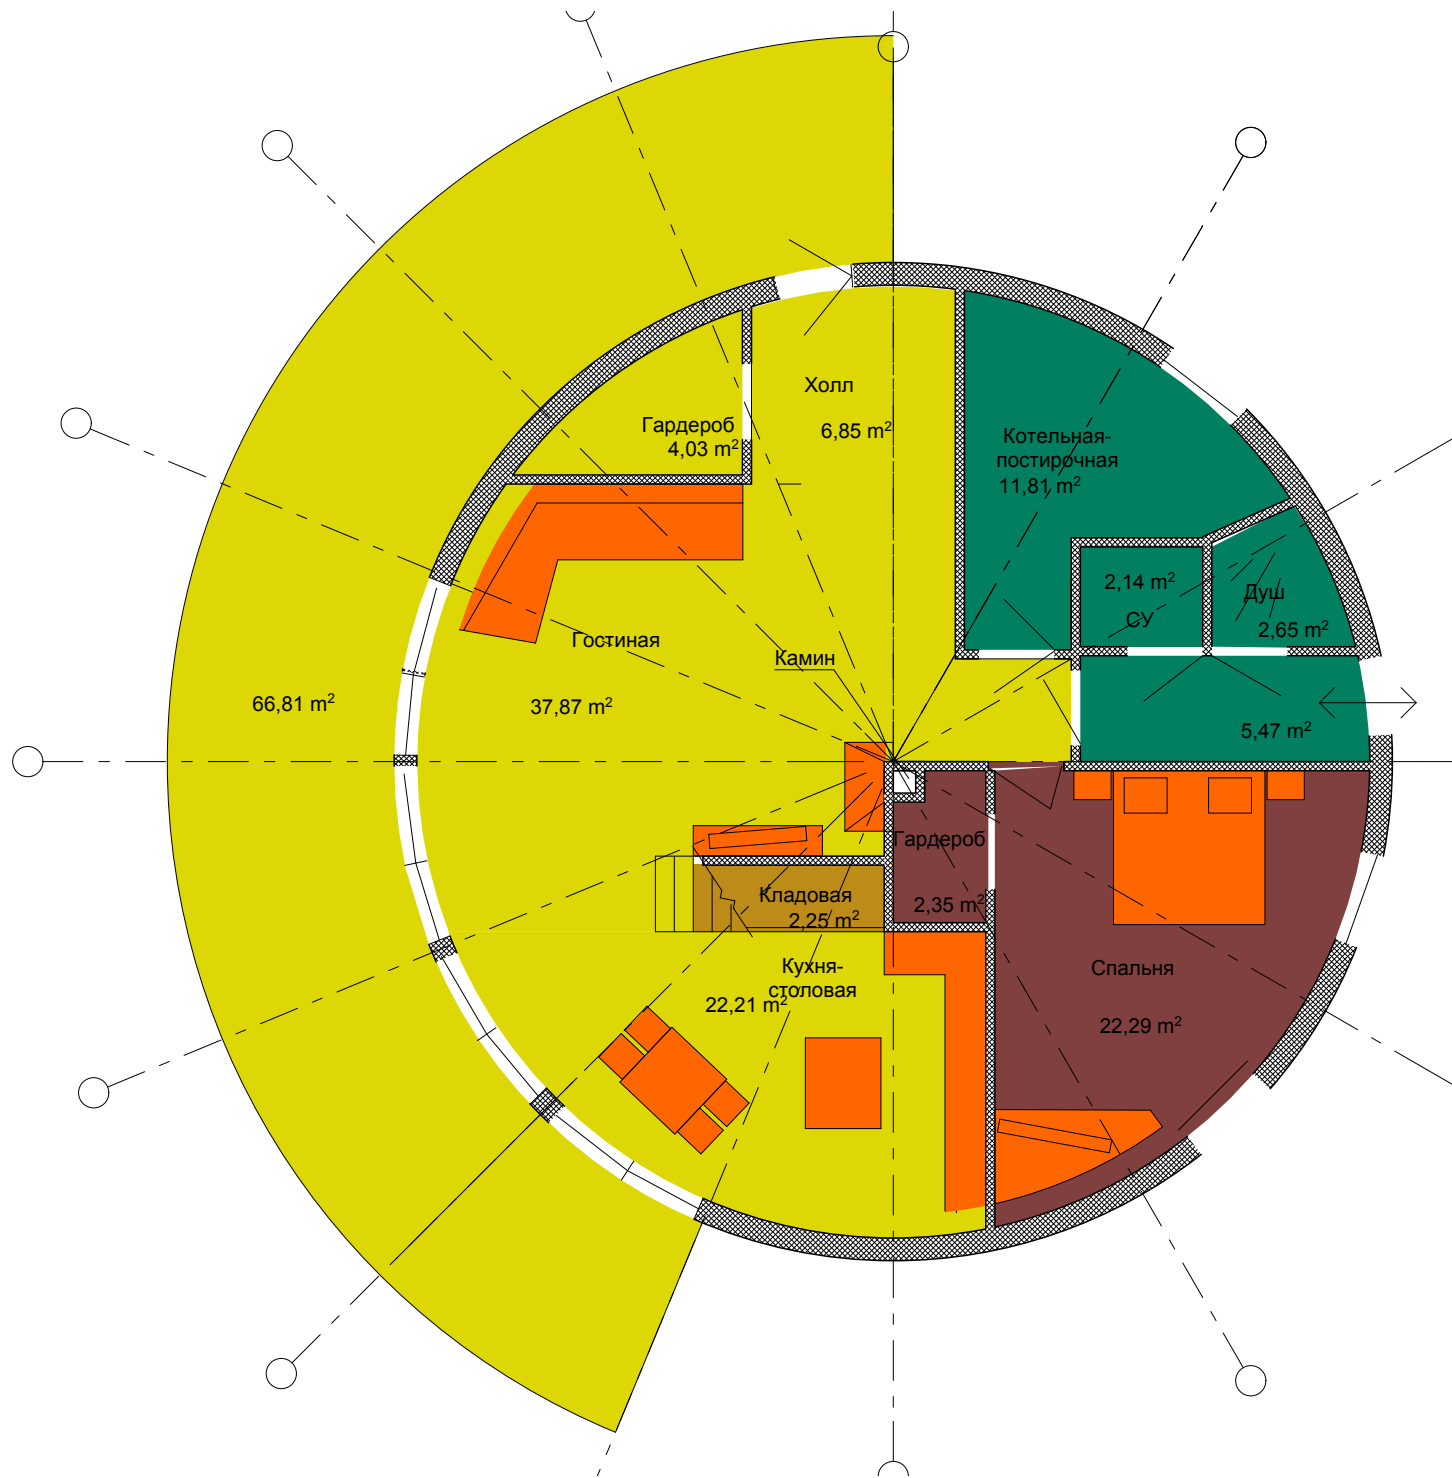 Холл
6,85 m²
Гардероб
4,03 m²
Котельная-
постирочная
11,81 m²
2,14 m²
СУ
Душ
2,65 m²
Гостиная
Камин
66,81 m²
37,87 m²
5,47 m²
Гардероб
2,35 m²
Кладовая
2,25 m²
Кухня-
столовая
22,21 m²
Спальня
22,29 m²